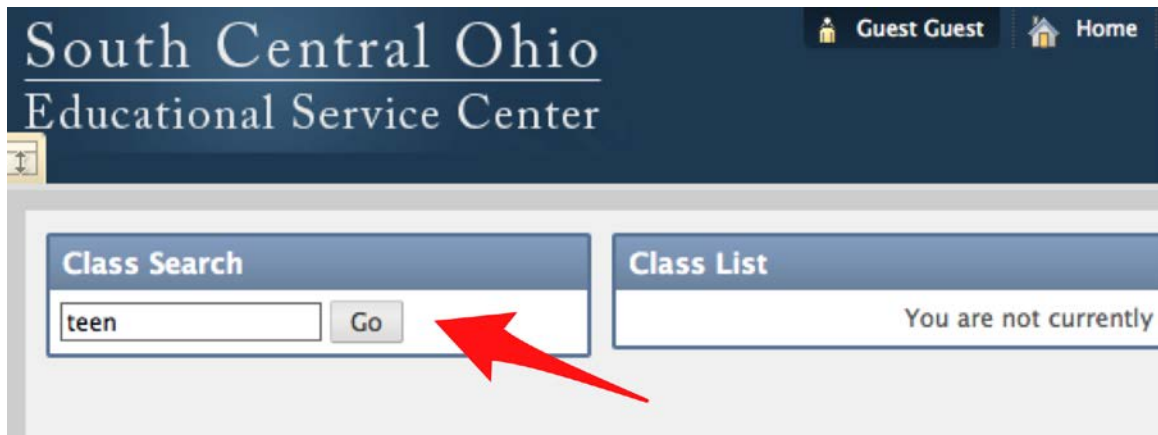 South Central Ohio
Educational Service Center
Guest Guest
Home
Class Search
teen
Go
Class List
You are not currently